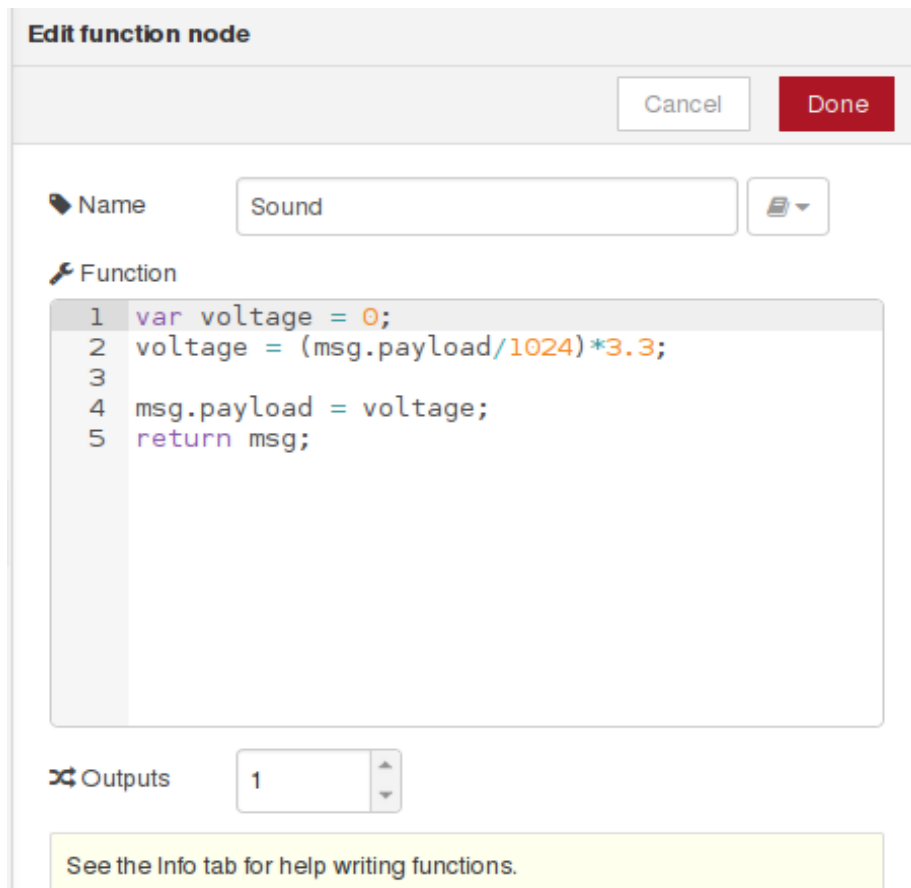 Edit function node
Cancel Done
Name Sound
Function
1 var voltage = 0;
2 voltage = (msg.payload/1024)*3.3;
3
4 msg.payload = voltage;
5 return msg;
Outputs 1
See the Info tab for help writing functions.